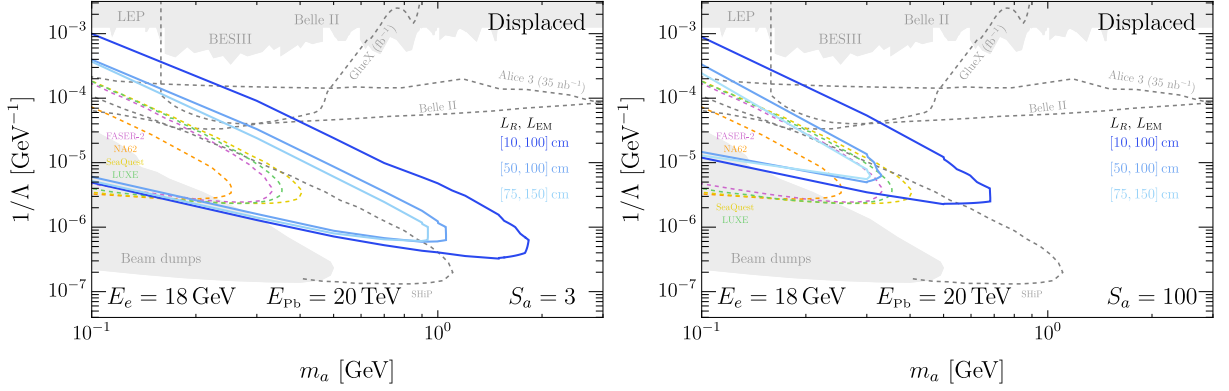 LEP
Belle II
Displaced
BESIII
GlueX (fb⁻¹)
Alice 3 (35 nb⁻¹)
Belle II
L_R, L_EM
[10, 100] cm
[50, 100] cm
[75, 150] cm
FASER-2
NA62
SeaQuest
LUXE
Beam dumps
SHiP
E_e = 18 GeV
E_Pb = 20 TeV
S_a = 3
1/Λ [GeV⁻¹]
10⁻³
10⁻⁴
10⁻⁵
10⁻⁶
10⁻⁷
10⁻¹
10⁰
m_a [GeV]
LEP
Belle II
Displaced
BESIII
GlueX (fb⁻¹)
Alice 3 (35 nb⁻¹)
Belle II
L_R, L_EM
[10, 100] cm
[50, 100] cm
[75, 150] cm
FASER-2
NA62
SeaQuest
LUXE
Beam dumps
SHiP
E_e = 18 GeV
E_Pb = 20 TeV
S_a = 100
1/Λ [GeV⁻¹]
10⁻³
10⁻⁴
10⁻⁵
10⁻⁶
10⁻⁷
10⁻¹
10⁰
m_a [GeV]